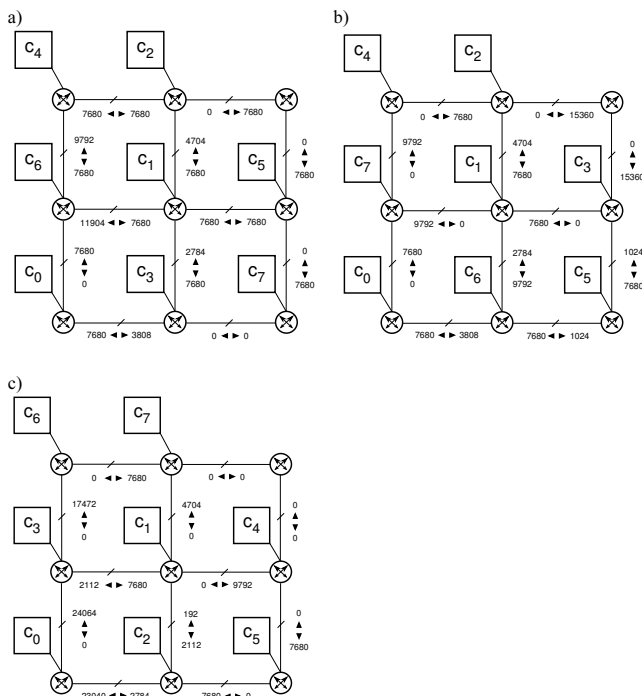 a)
b)
C4
C2
7680 ◄ ► 7680
0 ◄ ► 7680
9792
▲
▼
7680
4704
▲
▼
7680
0
▲
▼
7680
C6
C1
C5
11904 ◄ ► 7680
7680 ◄ ► 7680
7680
▲
▼
0
2784
▲
▼
7680
0
▲
▼
7680
C0
C3
C7
7680 ◄ ► 3808
0 ◄ ► 0
C4
C2
0 ◄ ► 7680
0 ◄ ► 15360
9792
▲
▼
0
4704
▲
▼
7680
0
▲
▼
15360
C7
C1
C3
9792 ◄ ► 0
7680 ◄ ► 0
7680
▲
▼
0
2784
▲
▼
9792
1024
▲
▼
7680
C0
C6
C5
7680 ◄ ► 3808
7680 ◄ ► 1024
c)
C6
C7
0 ◄ ► 7680
0 ◄ ► 0
17472
▲
▼
0
4704
▲
▼
0
0
▲
▼
0
C3
C1
C4
2112 ◄ ► 7680
0 ◄ ► 9792
24064
▲
▼
0
192
▲
▼
2112
0
▲
▼
7680
C0
C2
C5
23040 ◄ ► 2784
7680 ◄ ► 0